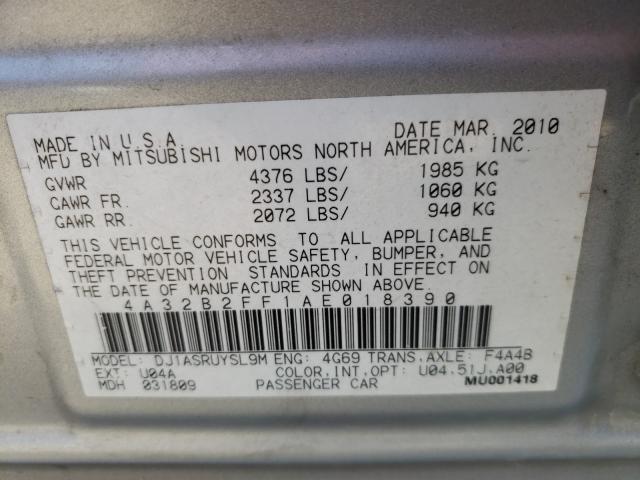 MADE IN U.S.A. DATE MAR. 2010
MFD BY MITSUBISHI MOTORS NORTH AMERICA, INC.
GVWR 4376 LBS/ 1985 KG
GAWR FR. 2337 LBS/ 1060 KG
GAWR RR. 2072 LBS/ 940 KG
THIS VEHICLE CONFORMS TO ALL APPLICABLE
FEDERAL MOTOR VEHICLE SAFETY, BUMPER, AND
THEFT PREVENTION STANDARDS IN EFFECT ON
THE DATE OF MANUFACTURE SHOWN ABOVE.
4A32B2FF1AE018390
MODEL: DJ1ASRUYSL9M ENG: 4G69 TRANS.AXLE: F4A4B
EXT: U04A COLOR,INT,OPT: U04.51J.A00
MDH 031809 PASSENGER CAR MU001418